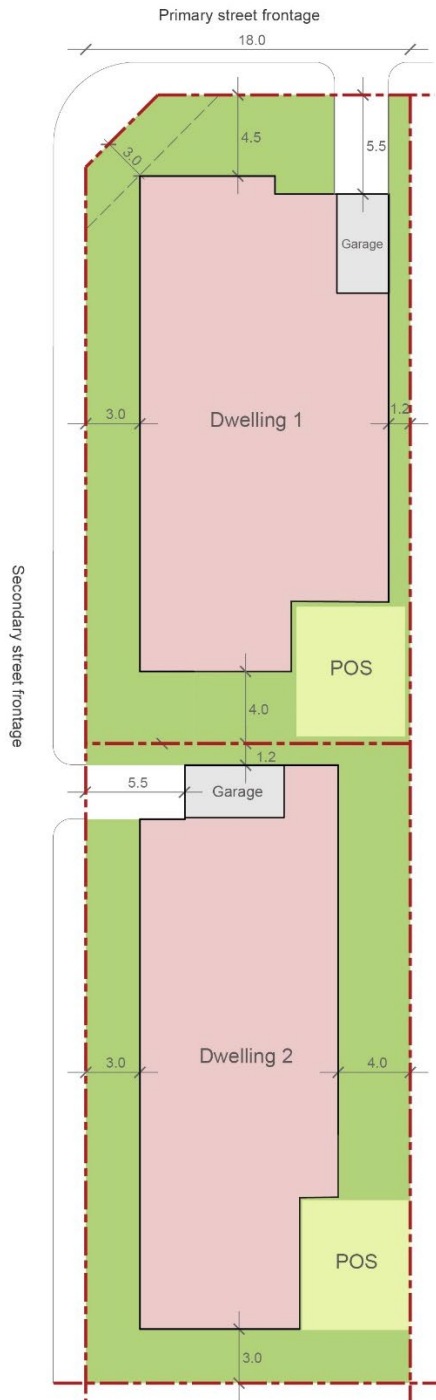 Primary street frontage
18.0
4.5
5.5
3.0
Garage
3.0
Dwelling 1
1.2
Secondary street frontage
POS
4.0
1.2
5.5
Garage
3.0
Dwelling 2
4.0
POS
3.0